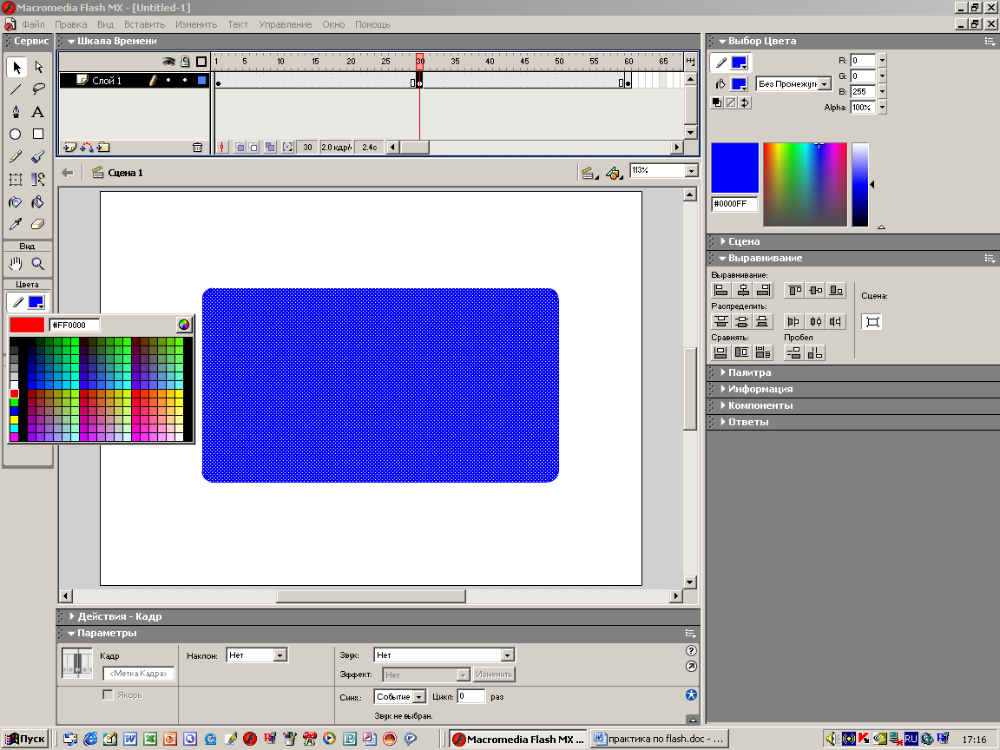 Macromedia Flash MX - [Untitled-1]
Файл Правка Вид Вставить Изменить Тект Управление Окно Помощь
Сервис
Шкала Времени
1 5 10 15 20 25 30 35 40 45 50 55 60 65
Слой 1
30 2.0 кдр/ 2.4с
Сцена 1
113%
Вид
Цвета
#FF0000
Действия - Кадр
Параметры
Кадр
<Метка Кадра>
Якорь
Наклон: Нет
Звук: Нет
Эффект: Нет Изменить
Синх.: Событие Цикл: 0 раз
Звук не выбран.
Выбор Цвета
R: 0
G: 0
Без Промежутк
B: 255
Alpha: 100%
#0000FF
Сцена
Выравнивание
Выравнивание:
Сцена:
Распределить:
Сравнять: Пробел
Палитра
Информация
Компоненты
Ответы
Пуск
Macromedia Flash MX ...
практика по flash.doc - ...
RU
17:16